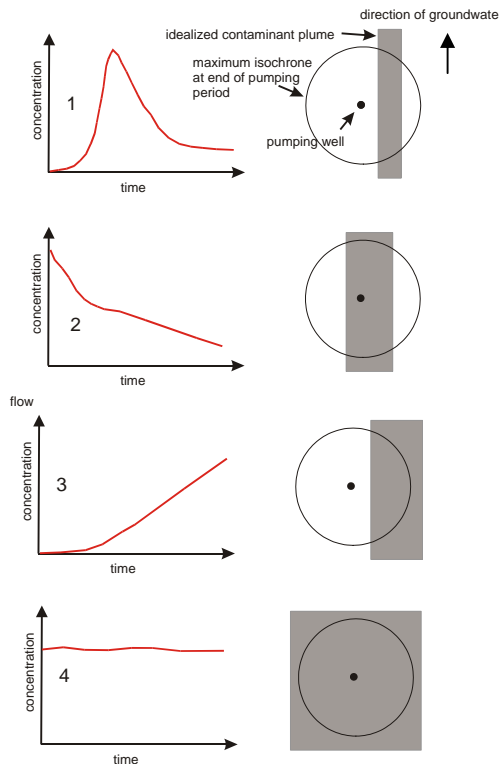 direction of groundwate
idealized contaminant plume
maximum isochrone
at end of pumping
period
pumping well
concentration
1
time
concentration
2
time
flow
concentration
3
time
concentration
4
time